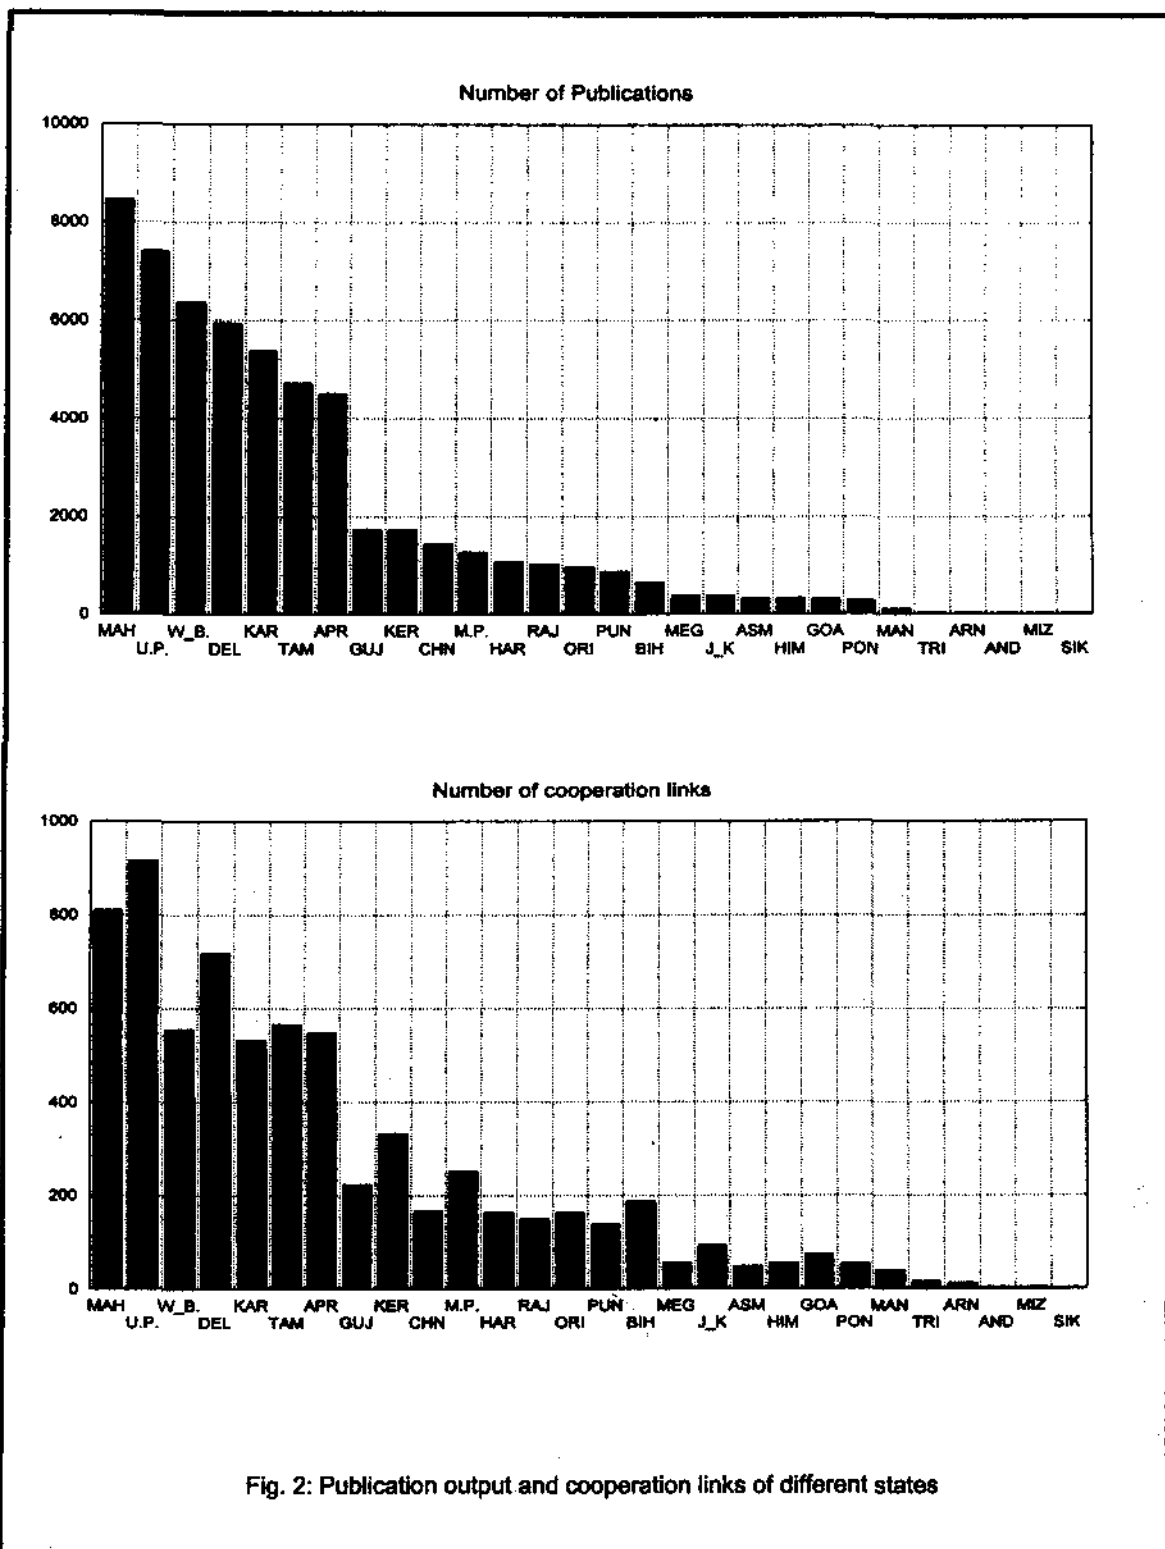 Number of Publications
10000
8000
6000
4000
2000
0
MAH W_B. KAR APR KER M.P. RAJ PUN MEG ASM GOA MAN ARN MIZ
U.P. DEL TAM GUJ CHN HAR ORI BIH J_K HIM PON TRI AND SIK
Number of cooperation links
1000
800
600
400
200
0
MAH W_B. KAR APR KER M.P. RAJ PUN MEG ASM GOA MAN ARN MIZ
U.P. DEL TAM GUJ CHN HAR ORI BIH J_K HIM PON TRI AND SIK
Fig. 2: Publication output and cooperation links of different states